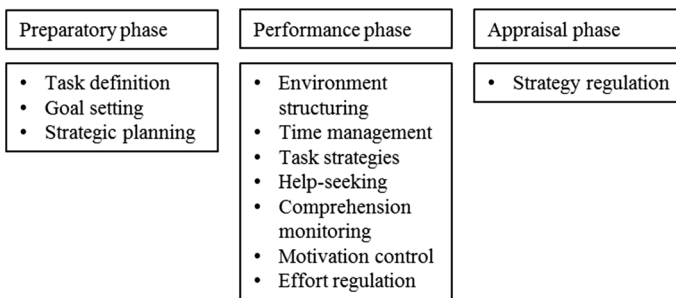 Preparatory phase
• Task definition
• Goal setting
• Strategic planning
Performance phase
• Environment
structuring
• Time management
• Task strategies
• Help-seeking
• Comprehension
monitoring
• Motivation control
• Effort regulation
Appraisal phase
• Strategy regulation